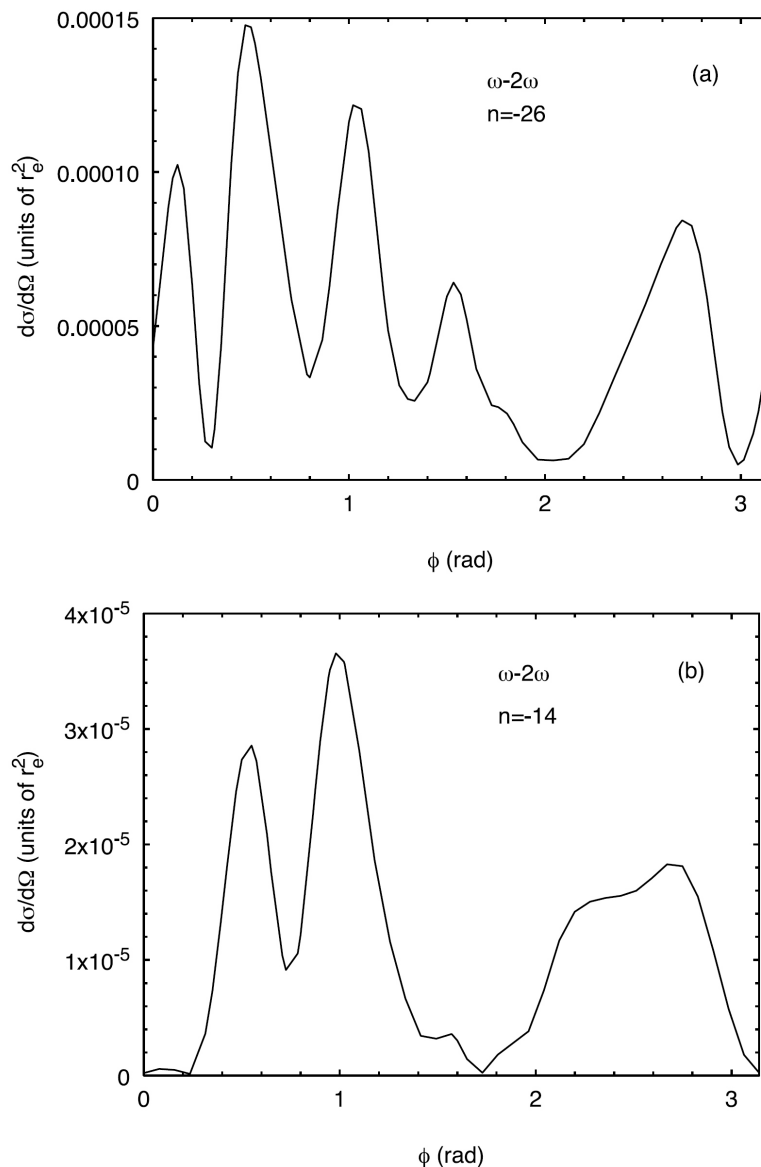 0.00015
(a)
ω-2ω
n=-26
0.00010
dσ/dΩ (units of r_e^2)
0.00005
0
0 1 2 3
ϕ (rad)
4x10^-5
(b)
ω-2ω
n=-14
3x10^-5
dσ/dΩ (units of r_e^2)
2x10^-5
1x10^-5
0
0 1 2 3
ϕ (rad)